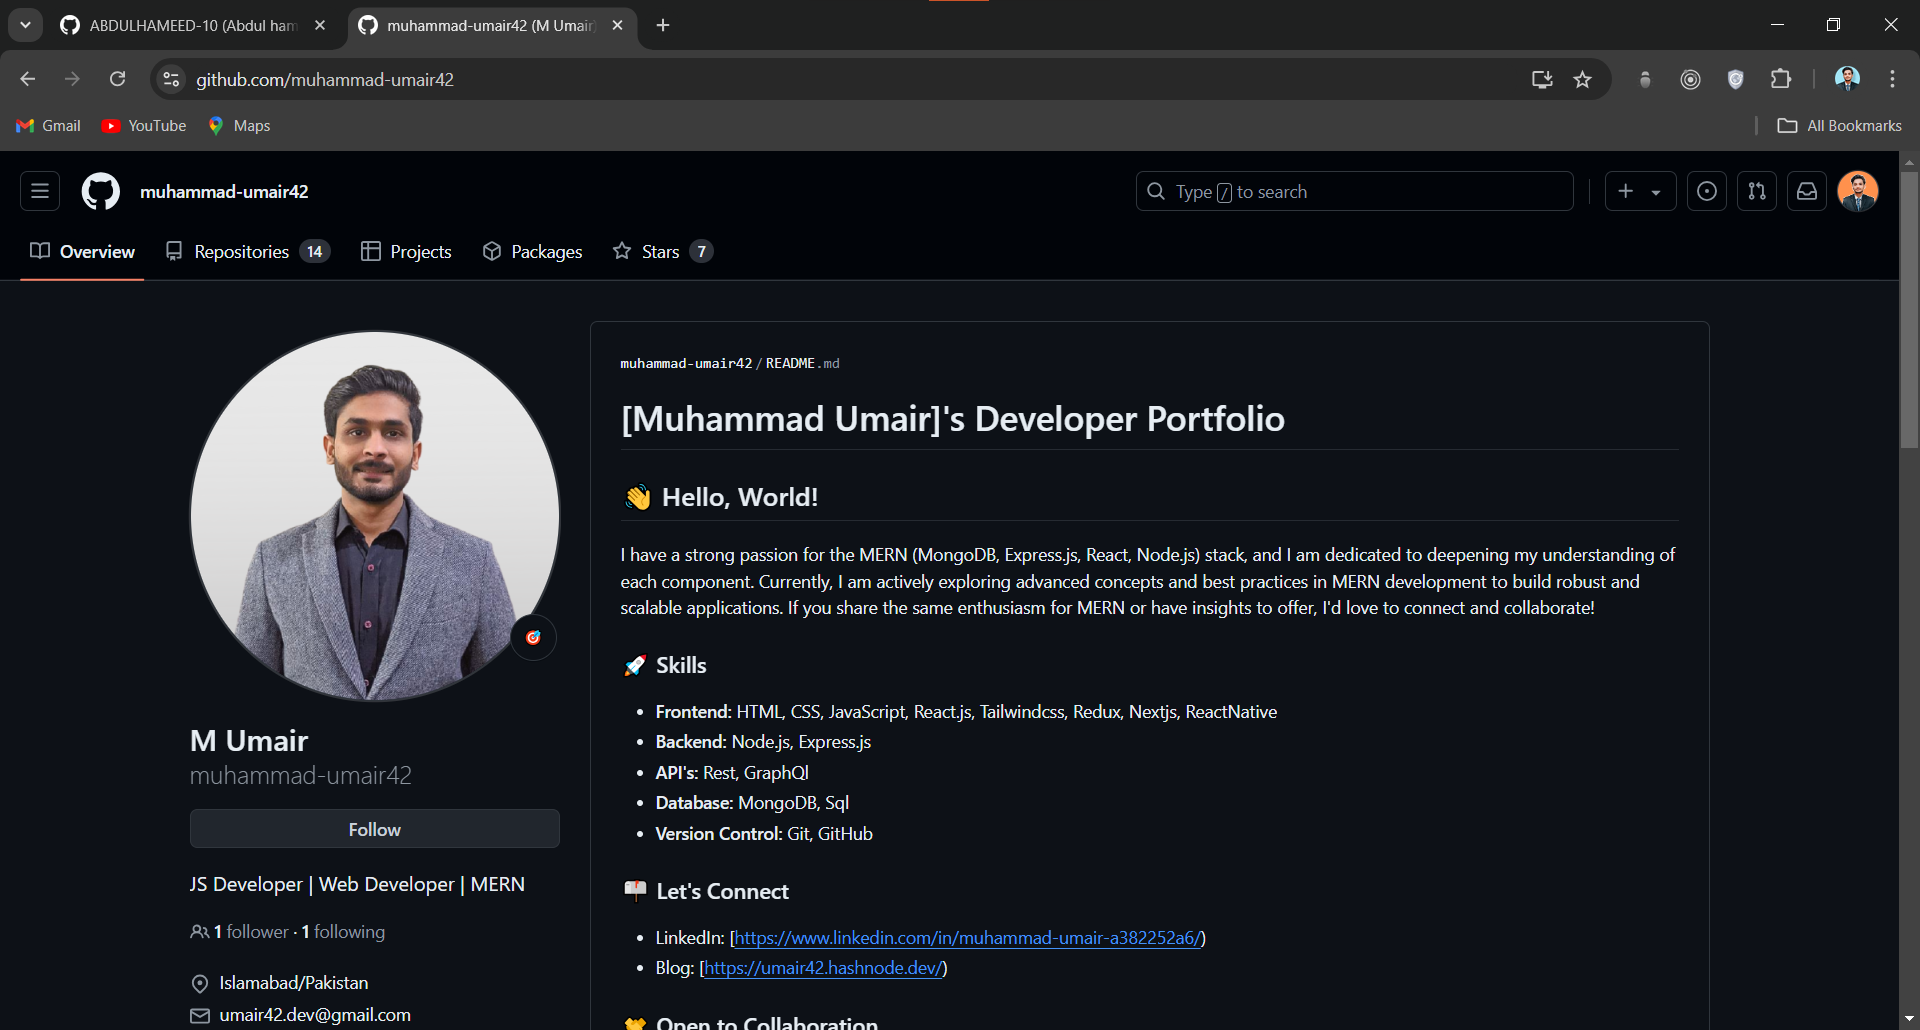 ABDULHAMEED-10 (Abdul ham
muhammad-umair42 (M Umair)
github.com/muhammad-umair42
Gmail
YouTube
Maps
All Bookmarks
muhammad-umair42
Type / to search
Overview
Repositories 14
Projects
Packages
Stars 7
muhammad-umair42/README.md
[Muhammad Umair]'s Developer Portfolio
👋 Hello, World!
I have a strong passion for the MERN (MongoDB, Express.js, React, Node.js) stack, and I am dedicated to deepening my understanding of
each component. Currently, I am actively exploring advanced concepts and best practices in MERN development to build robust and
scalable applications. If you share the same enthusiasm for MERN or have insights to offer, I'd love to connect and collaborate!
🚀 Skills
• Frontend: HTML, CSS, JavaScript, React.js, Tailwindcss, Redux, Nextjs, ReactNative
• Backend: Node.js, Express.js
• API's: Rest, GraphQl
• Database: MongoDB, Sql
• Version Control: Git, GitHub
📫 Let's Connect
• LinkedIn: [https://www.linkedin.com/in/muhammad-umair-a382252a6/)
• Blog: [https://umair42.hashnode.dev/)
🤝 Open to Collaboration
M Umair
muhammad-umair42
Follow
JS Developer | Web Developer | MERN
1 follower · 1 following
Islamabad/Pakistan
umair42.dev@gmail.com